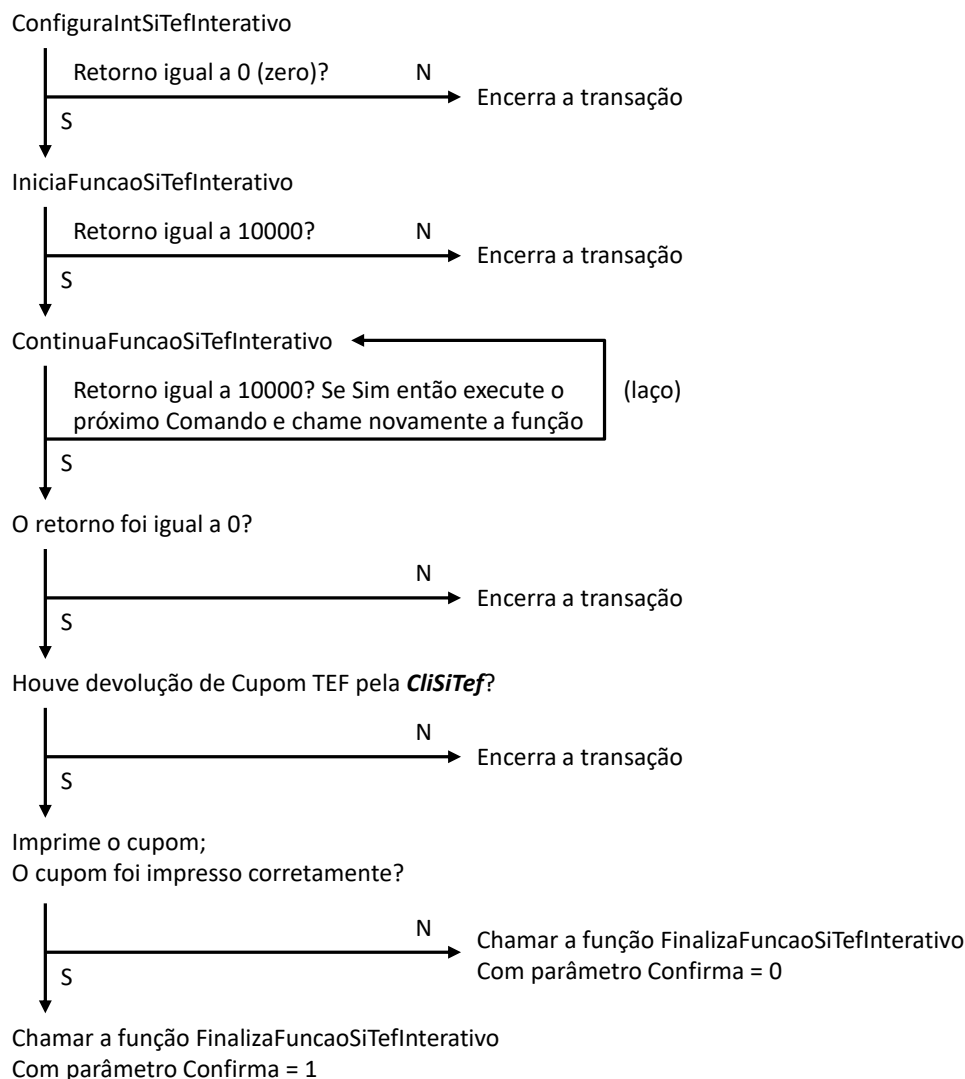 ConfiguraIntSiTefInterativo
Retorno igual a 0 (zero)? N
Encerra a transação
S
IniciaFuncaoSiTefInterativo
Retorno igual a 10000? N
Encerra a transação
S
ContinuaFuncaoSiTefInterativo
Retorno igual a 10000? Se Sim então execute o (laço)
próximo Comando e chame novamente a função
S
O retorno foi igual a 0?
N
Encerra a transação
S
Houve devolução de Cupom TEF pela CliSiTef?
N
Encerra a transação
S
Imprime o cupom;
O cupom foi impresso corretamente?
N
Chamar a função FinalizaFuncaoSiTefInterativo
Com parâmetro Confirma = 0
S
Chamar a função FinalizaFuncaoSiTefInterativo
Com parâmetro Confirma = 1